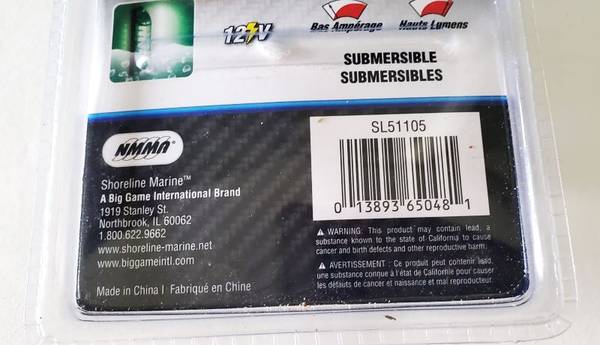 12V
Bas Ampérage
Hauts Lumens
SUBMERSIBLE
SUBMERSIBLES
NMMA
Shoreline Marine™
A Big Game International Brand
1919 Stanley St.
Northbrook, IL 60062
1.800.622.9662
www.shoreline-marine.net
www.biggameintl.com
Made in China I Fabriqué en Chine
SL51105
0 13893 65048 1
⚠ WARNING: This product may contain lead, a
substance known to the state of California to cause
cancer and birth defects and other reproductive harm.
⚠ AVERTISSEMENT : Ce produit peut contenir lead,
une substance conçue à l'état de Californie pour causer
les défauts de cancer et naissance et mal reproducteur.